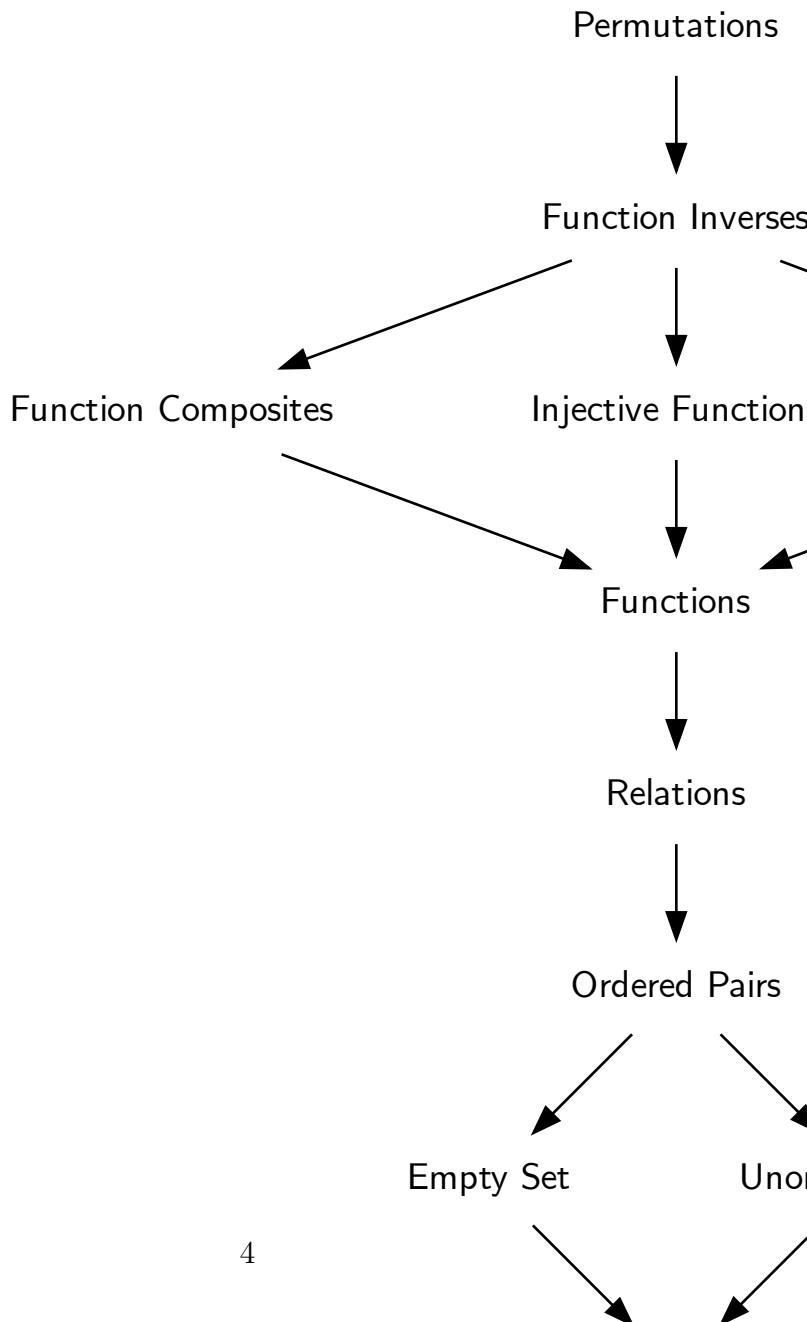 Permutations
Function Inverses
Function Composites
Injective Function
Functions
Relations
Ordered Pairs
Empty Set
4